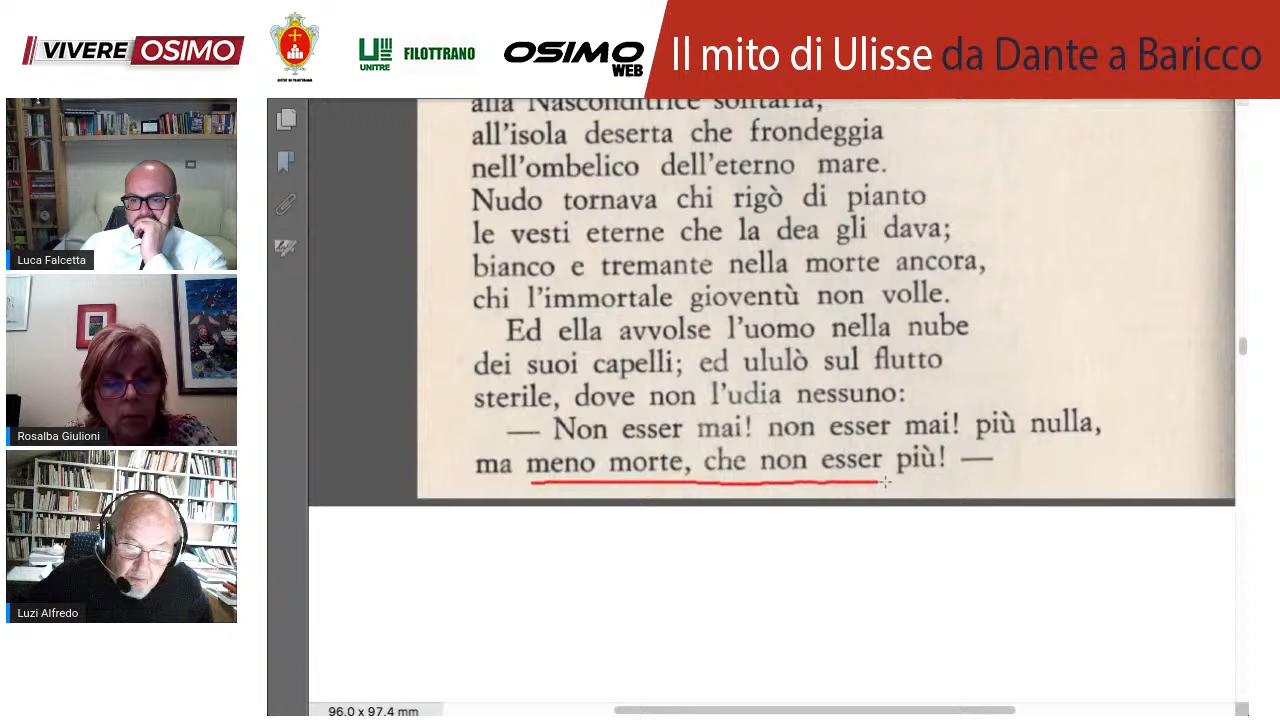 VIVERE OSIMO
UNITRE
FILOTTRANO
OSIMO
WEB
Il mito di Ulisse da Dante a Baricco
Luca Falcetta
Rosalba Giulioni
Luzi Alfredo
alla Nasconditrice solitaria,
all'isola deserta che frondeggia
nell'ombelico dell'eterno mare.
Nudo tornava chi rigò di pianto
le vesti eterne che la dea gli dava;
bianco e tremante nella morte ancora,
chi l'immortale gioventù non volle.
Ed ella avvolse l'uomo nella nube
dei suoi capelli; ed ululò sul flutto
sterile, dove non l'udia nessuno:
— Non esser mai! non esser mai! più nulla,
ma meno morte, che non esser più! —
96,0 x 97,4 mm